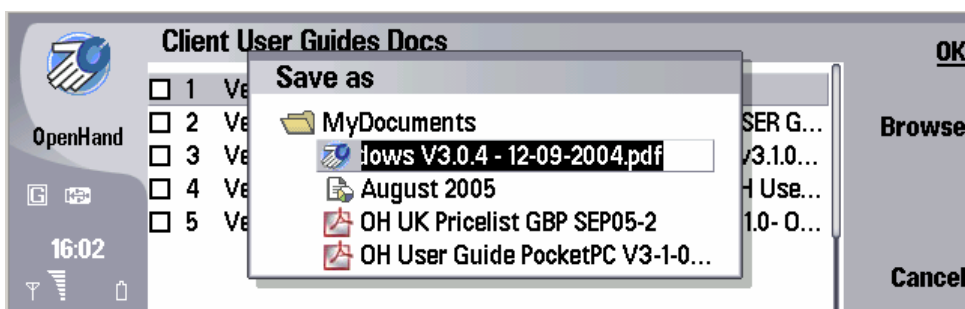 Client User Guides Docs
OK
Save as
1 Ve
MyDocuments
2 Ve SER G...
Browse
OpenHand
dows V3.0.4 - 12-09-2004.pdf
3 Ve v3.1.0...
August 2005
4 Ve H Use...
G
OH UK Pricelist GBP SEP05-2
5 Ve 1.0- O...
16:02
OH User Guide PocketPC V3-1-0...
Cancel